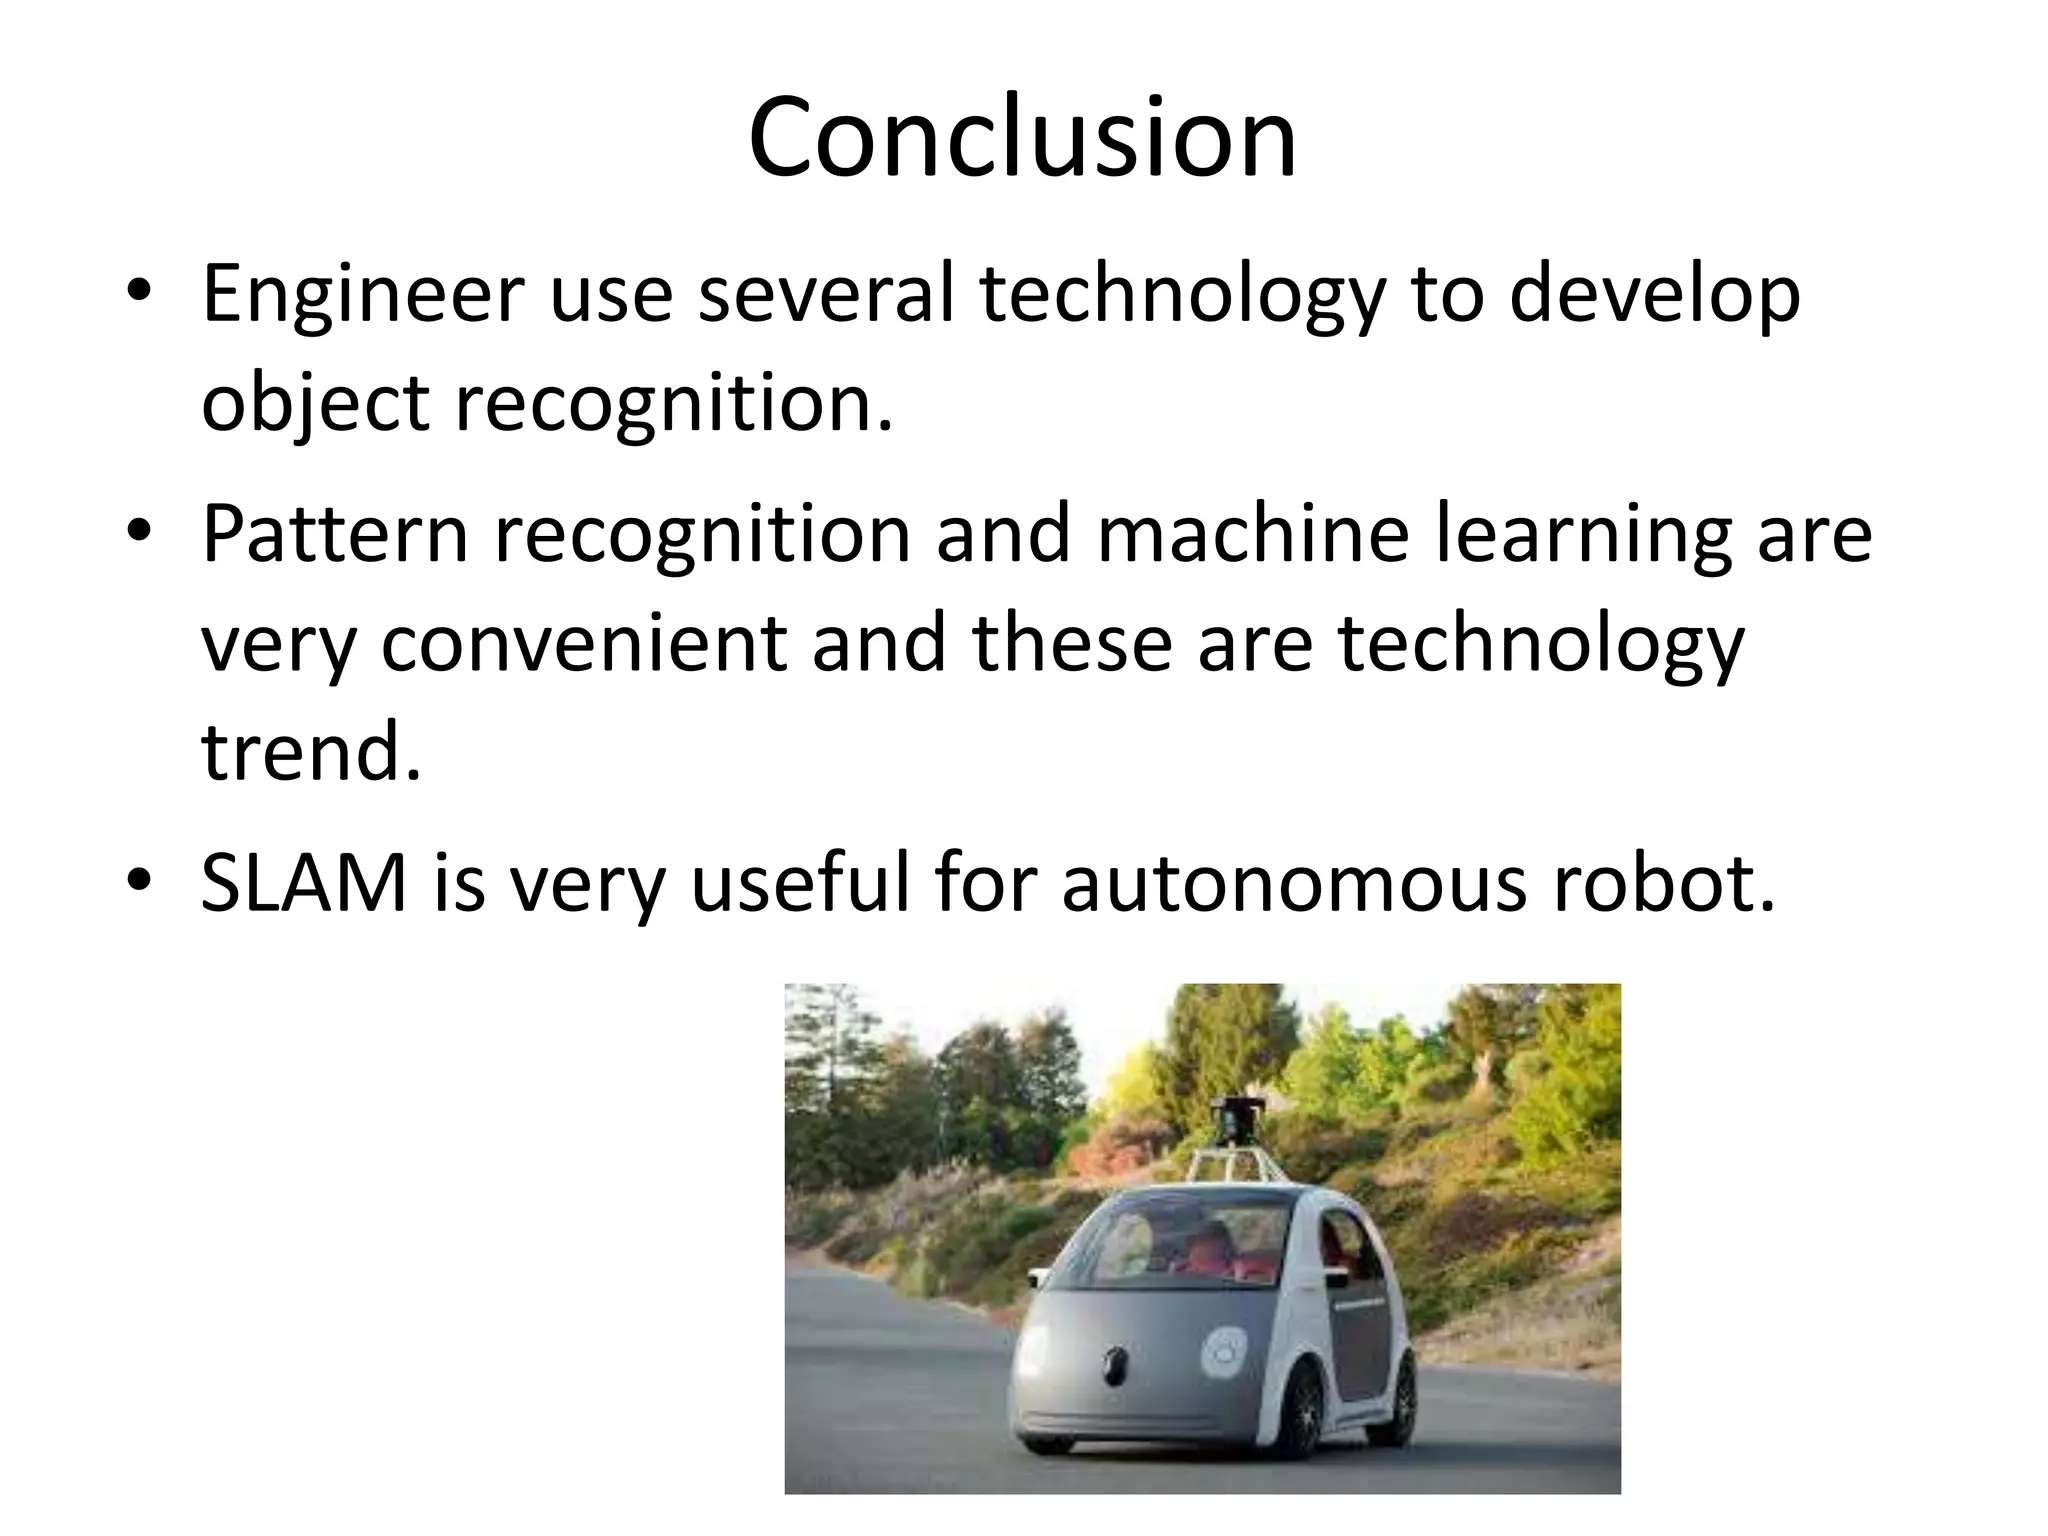 Conclusion
• Engineer use several technology to develop
object recognition.
• Pattern recognition and machine learning are
very convenient and these are technology
trend.
• SLAM is very useful for autonomous robot.